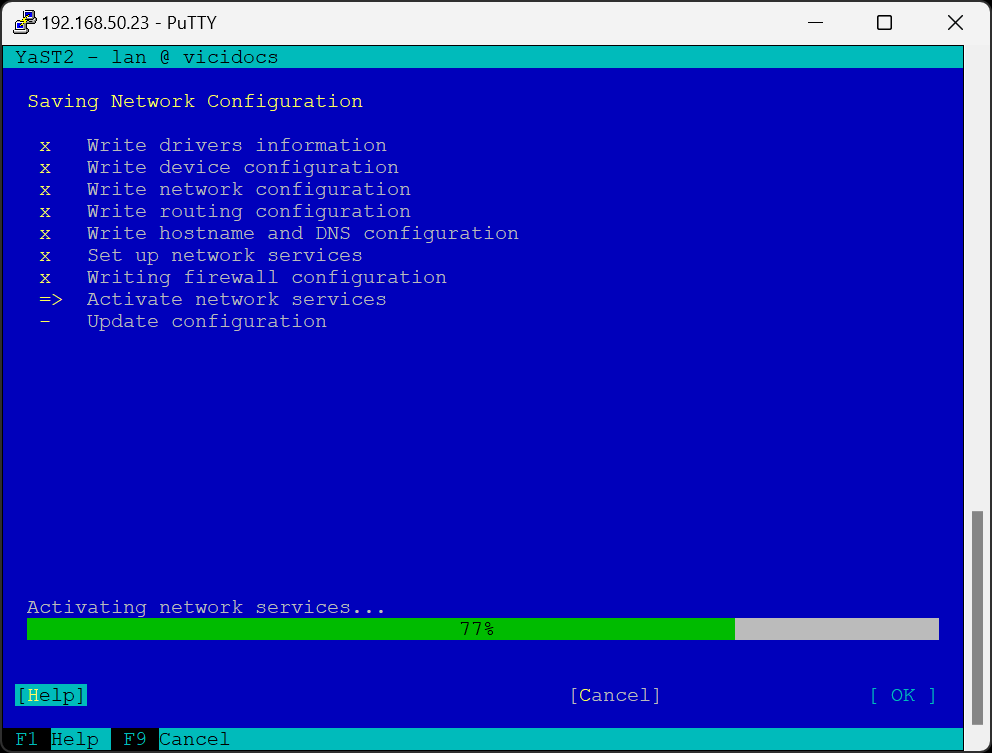 192.168.50.23 - PuTTY
YaST2 - lan @ vicidocs
Saving Network Configuration
x Write drivers information
x Write device configuration
x Write network configuration
x Write routing configuration
x Write hostname and DNS configuration
x Set up network services
x Writing firewall configuration
=> Activate network services
- Update configuration
Activating network services...
77%
[Help] [Cancel] [ OK ]
F1 Help F9 Cancel